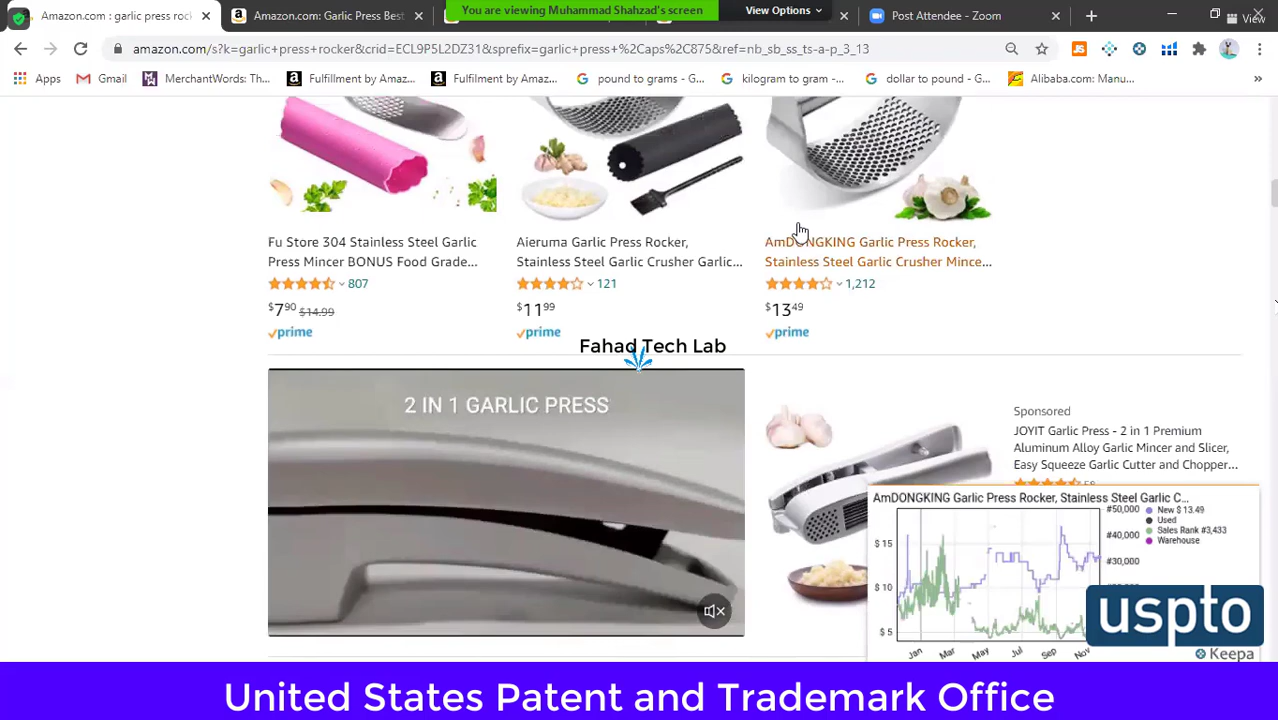 Amazon.com : garlic press rock
Amazon.com: Garlic Press Best
You are viewing Muhammad Shahzad's screen
View Options
Post Attendee - Zoom
View
amazon.com/s?k=garlic+press+rocker&crid=ECL9P5L2DZ31&sprefix=garlic+press+%2Caps%2C875&ref=nb_sb_ss_ts-a-p_3_13
Apps
Gmail
MerchantWords: Th...
Fulfillment by Amaz...
Fulfilment by Amaz...
pound to grams - G...
kilogram to gram -...
dollar to pound - G...
Alibaba.com: Manu...
Fu Store 304 Stainless Steel Garlic
Press Mincer BONUS Food Grade...
807
$7.90 $14.99
prime
Aieruma Garlic Press Rocker,
Stainless Steel Garlic Crusher Garlic...
121
$11.99
prime
AmDONGKING Garlic Press Rocker,
Stainless Steel Garlic Crusher Mince...
1,212
$13.49
prime
Fahad Tech Lab
2 IN 1 GARLIC PRESS
Sponsored
JOYIT Garlic Press - 2 in 1 Premium
Aluminum Alloy Garlic Mincer and Slicer,
Easy Squeeze Garlic Cutter and Chopper...
58
AmDONGKING Garlic Press Rocker, Stainless Steel Garlic C...
$ 15
$ 10
$ 5
#50,000
#40,000
#30,000
New $ 13.49
Used
Sales Rank #3,433
Warehouse
Jan Mar May Jul Sep Nov
uspto
Keepa
United States Patent and Trademark Office